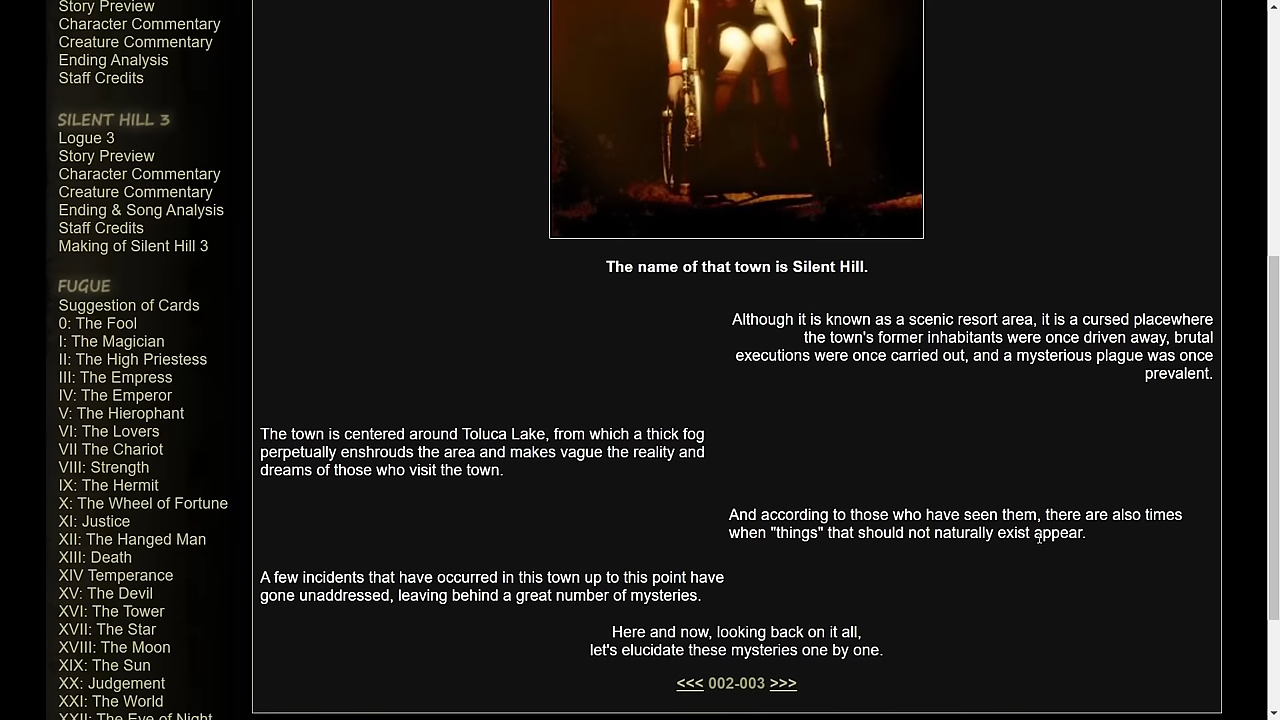 Story Preview
Character Commentary
Creature Commentary
Ending Analysis
Staff Credits
SILENT HILL 3
Logue 3
Story Preview
Character Commentary
Creature Commentary
Ending & Song Analysis
Staff Credits
Making of Silent Hill 3
FUGUE
Suggestion of Cards
0: The Fool
I: The Magician
II: The High Priestess
III: The Empress
IV: The Emperor
V: The Hierophant
VI: The Lovers
VII The Chariot
VIII: Strength
IX: The Hermit
X: The Wheel of Fortune
XI: Justice
XII: The Hanged Man
XIII: Death
XIV Temperance
XV: The Devil
XVI: The Tower
XVII: The Star
XVIII: The Moon
XIX: The Sun
XX: Judgement
XXI: The World
XXII: The Eye of Night
The name of that town is Silent Hill.
Although it is known as a scenic resort area, it is a cursed placewhere
the town's former inhabitants were once driven away, brutal
executions were once carried out, and a mysterious plague was once
prevalent.
The town is centered around Toluca Lake, from which a thick fog
perpetually enshrouds the area and makes vague the reality and
dreams of those who visit the town.
And according to those who have seen them, there are also times
when "things" that should not naturally exist appear.
A few incidents that have occurred in this town up to this point have
gone unaddressed, leaving behind a great number of mysteries.
Here and now, looking back on it all,
let's elucidate these mysteries one by one.
<<< 002-003 >>>